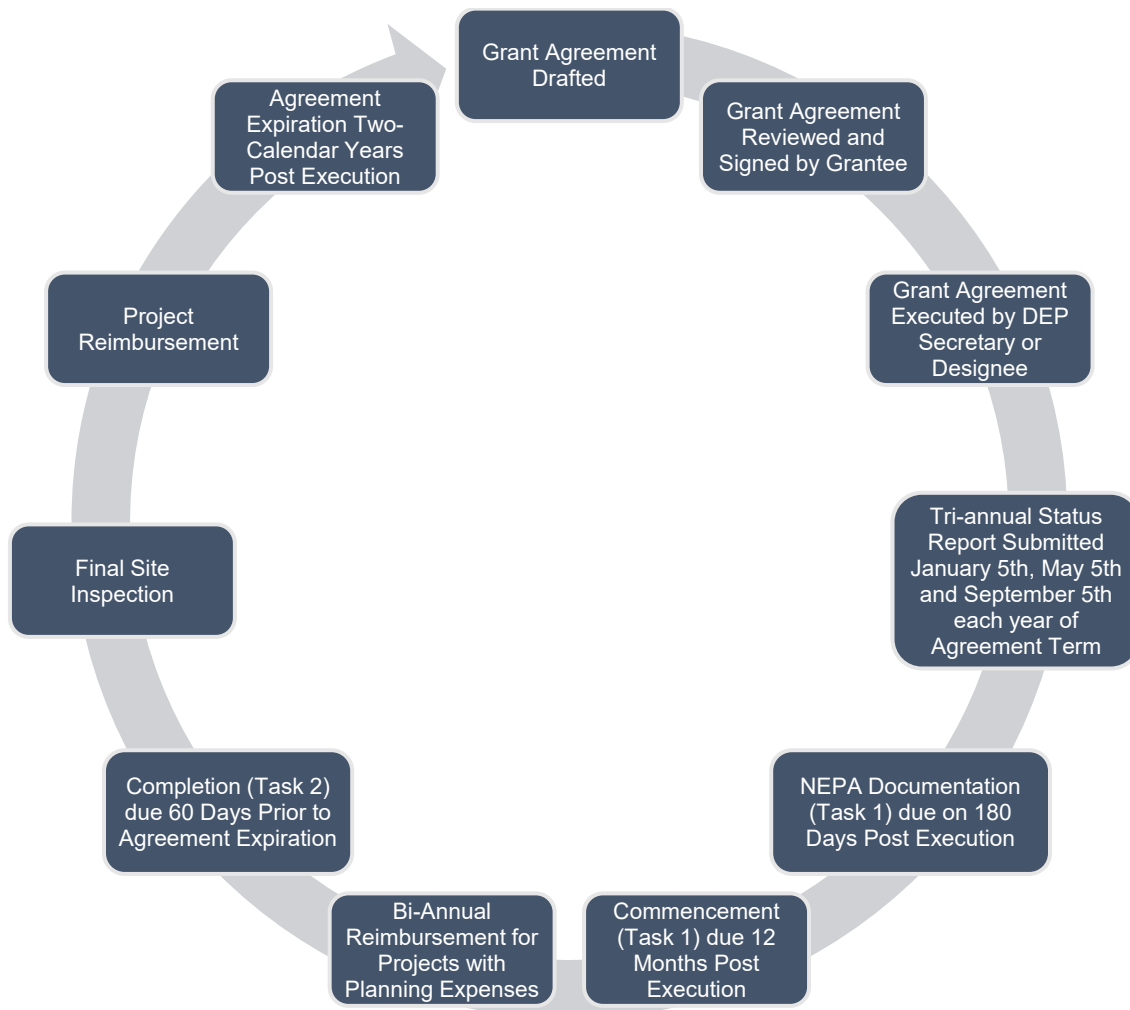 Grant Agreement
Drafted
Grant Agreement
Reviewed and
Signed by Grantee
Grant Agreement
Executed by DEP
Secretary or
Designee
Tri-annual Status
Report Submitted
January 5th, May 5th
and September 5th
each year of
Agreement Term
NEPA Documentation
(Task 1) due on 180
Days Post Execution
Commencement
(Task 1) due 12
Months Post
Execution
Bi-Annual
Reimbursement for
Projects with
Planning Expenses
Completion (Task 2)
due 60 Days Prior to
Agreement Expiration
Final Site
Inspection
Project
Reimbursement
Agreement
Expiration Two-
Calendar Years
Post Execution